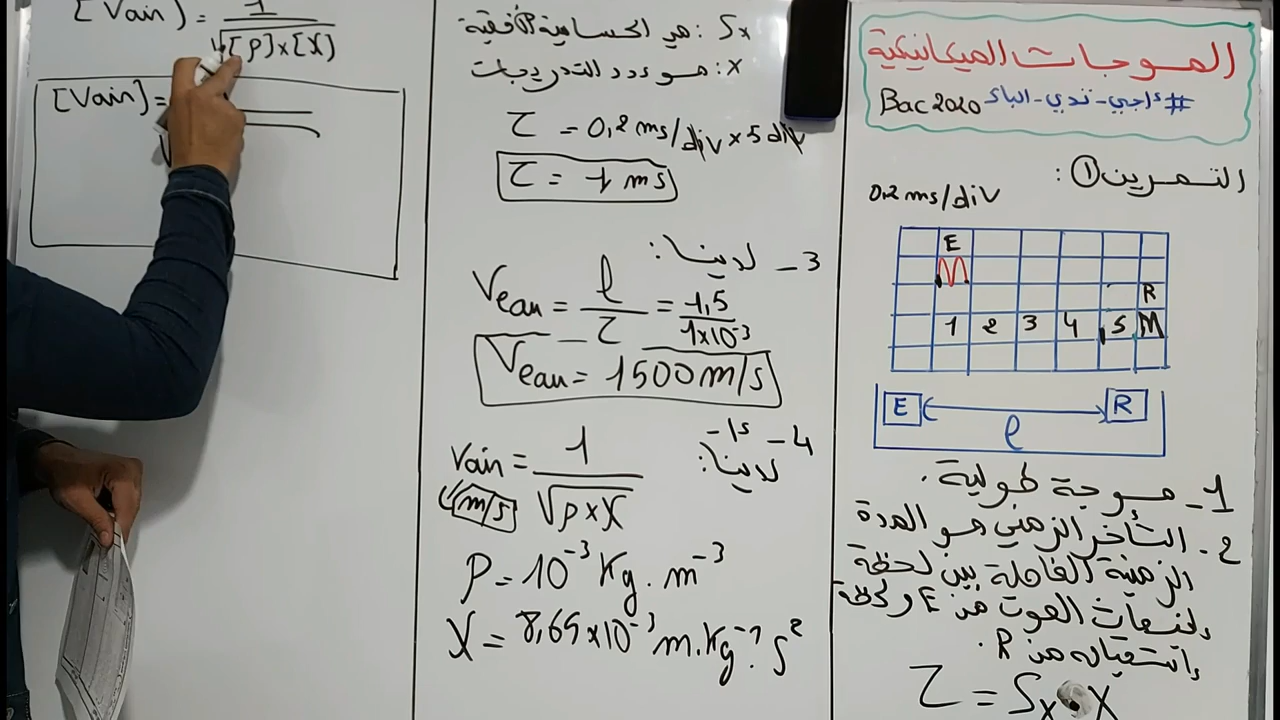 الموجات الميكانيكية
#اجي-تدي-الباك Bac 2020
التمرين ①:
0,2 ms/div
E
R
1 2 3 4 5 M
E R
l
1- موجة طولية.
2- التأخر الزمني هو المدة
الزمنية الفاصلة بين لحظة
انبعاث الصوت من E ولحظة
استقباله من R.
τ = Sx · X
Sx : هي الحساسية الأفقية
x : هو عدد التدريجات
τ = 0,2 ms/div × 5 div
τ = 1 ms
3- لدينا:
Veau = l / τ = 1,5 / 1×10⁻³
Veau = 1500 m/s
4- أ-
لدينا:
Vair = 1 / √ρ×χ
(m/s)
ρ = 10⁻³ Kg . m⁻³
χ = 8,65×10⁻³ m.Kg⁻¹.s²
[Vair] = 1 / √[ρ]×[χ]
[Vair] =